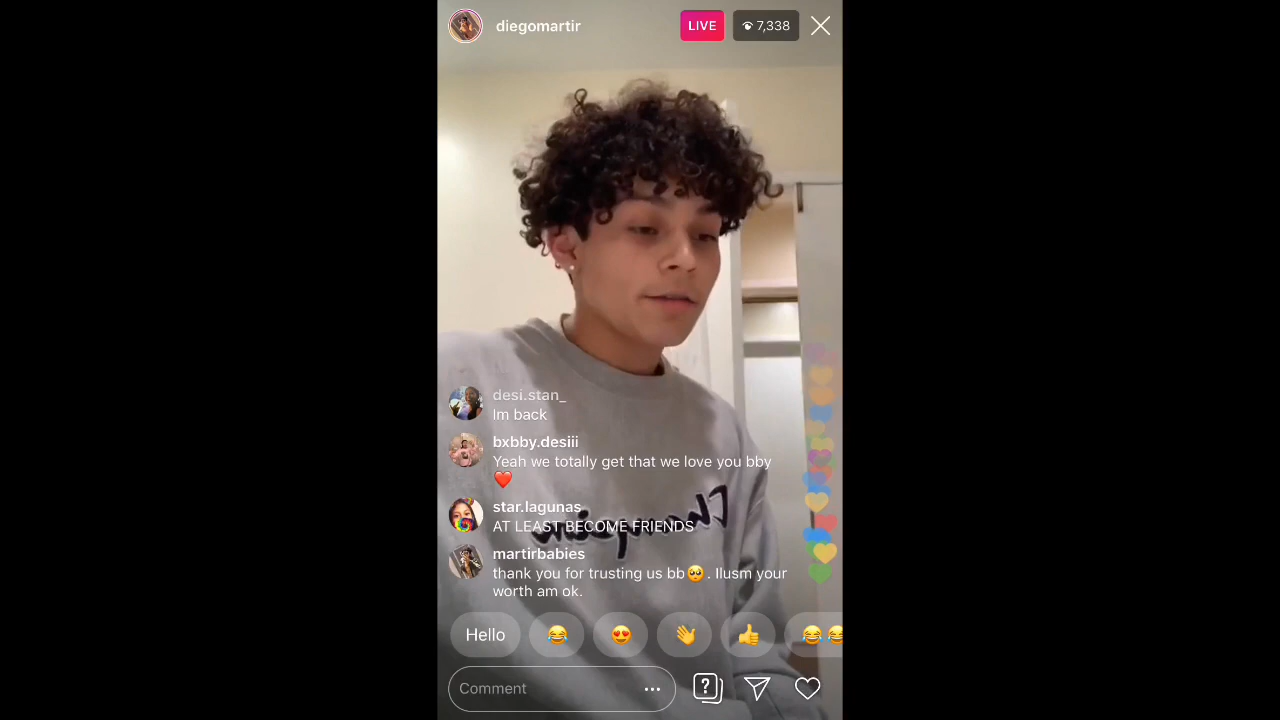 diegomartir
LIVE
7,338
desi.stan_
Im back
bxbby.desiii
Yeah we totally get that we love you bby
❤️
star.lagunas
AT LEAST BECOME FRIENDS
martirbabies
thank you for trusting us bb🥺. Ilusm your
worth am ok.
Hello 😂 😍 👋 👍 😂😂
Comment